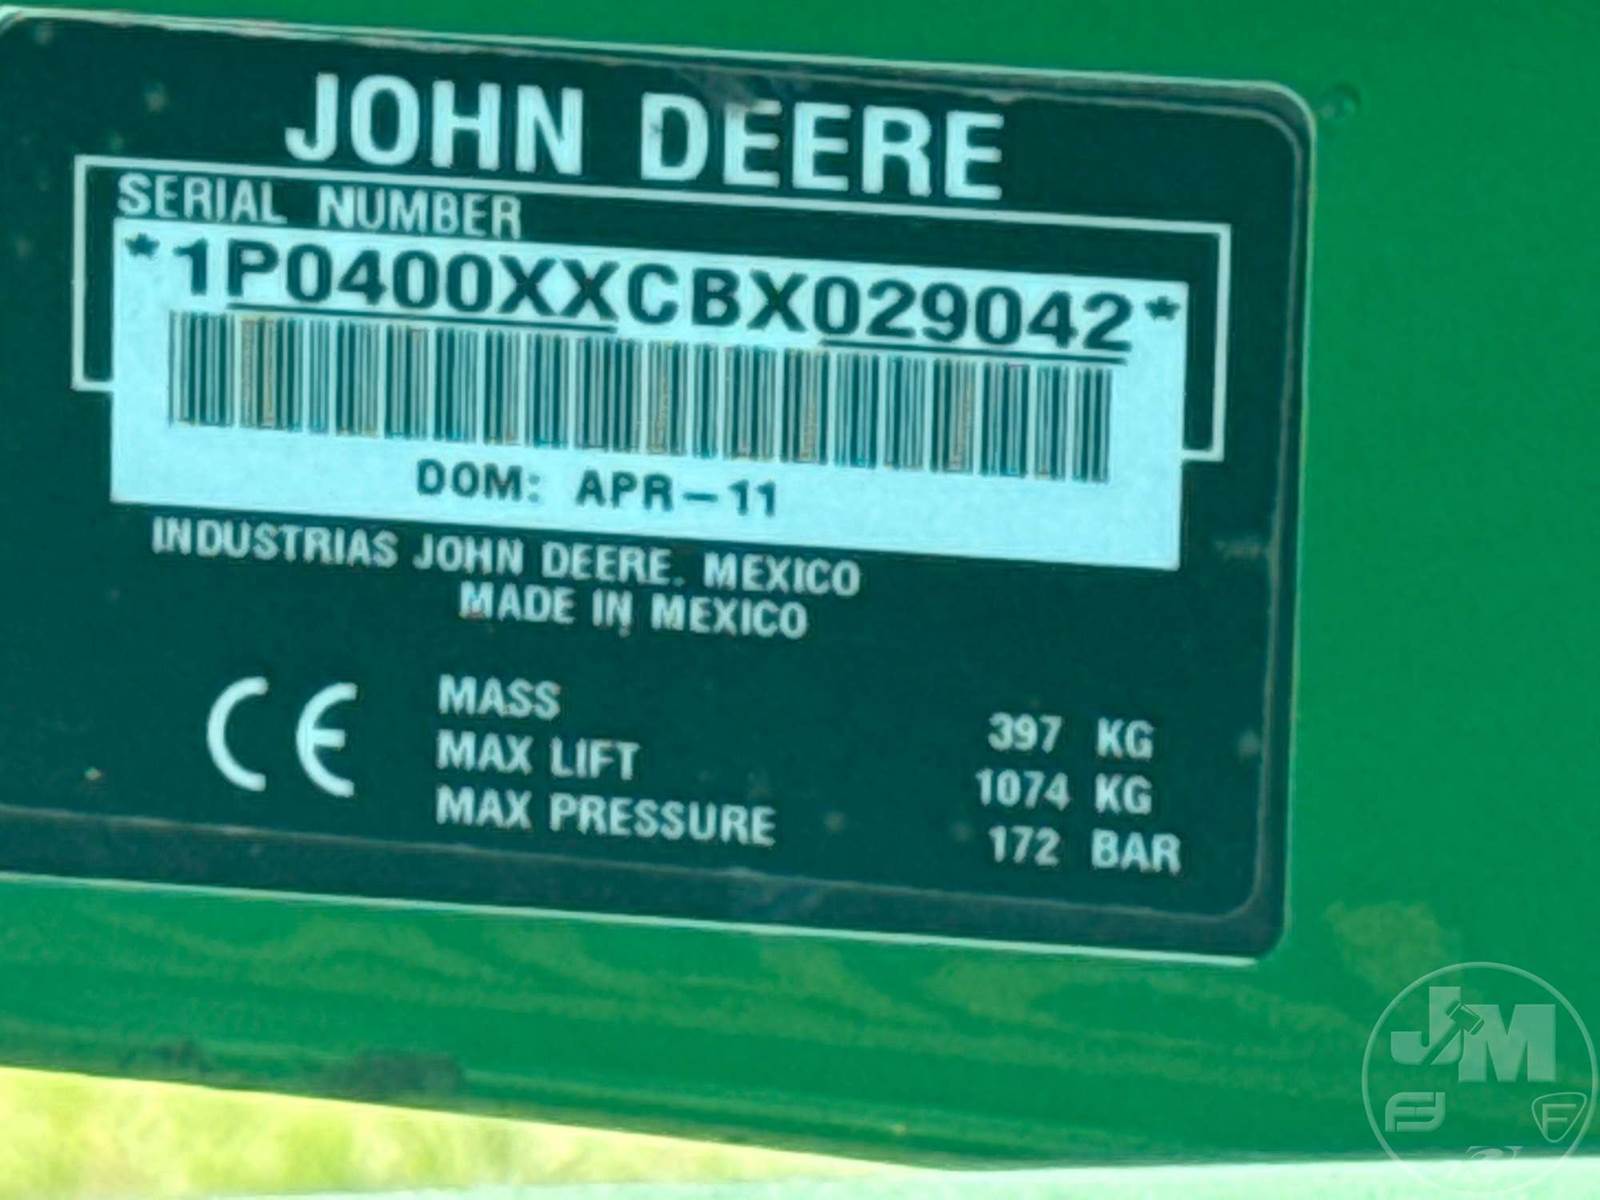 JOHN DEERE
SERIAL NUMBER
*1P0400XXCBX029042*
DOM: APR-11
INDUSTRIAS JOHN DEERE. MEXICO
MADE IN MEXICO
CE
MASS 397 KG
MAX LIFT 1074 KG
MAX PRESSURE 172 BAR
JM